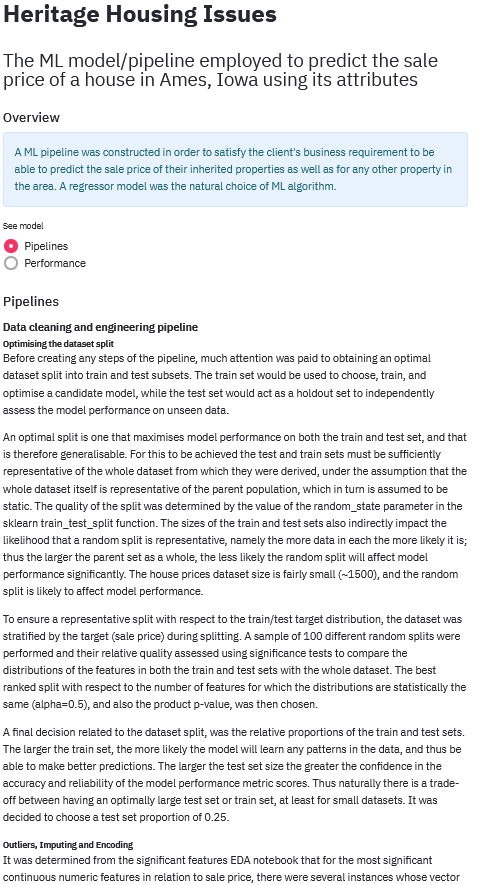 Heritage Housing Issues
The ML model/pipeline employed to predict the sale
price of a house in Ames, Iowa using its attributes
Overview
A ML pipeline was constructed in order to satisfy the client's business requirement to be
able to predict the sale price of their inherited properties as well as for any other property in
the area. A regressor model was the natural choice of ML algorithm.
See model
Pipelines
Performance
Pipelines
Data cleaning and engineering pipeline
Optimising the dataset split
Before creating any steps of the pipeline, much attention was paid to obtaining an optimal
dataset split into train and test subsets. The train set would be used to choose, train, and
optimise a candidate model, while the test set would act as a holdout set to independently
assess the model performance on unseen data.
An optimal split is one that maximises model performance on both the train and test set, and that
is therefore generalisable. For this to be achieved the test and train sets must be sufficiently
representative of the whole dataset from which they were derived, under the assumption that the
whole dataset itself is representative of the parent population, which in turn is assumed to be
static. The quality of the split was determined by the value of the random_state parameter in the
sklearn train_test_split function. The sizes of the train and test sets also indirectly impact the
likelihood that a random split is representative, namely the more data in each the more likely it is;
thus the larger the parent set as a whole, the less likely the random split will affect model
performance significantly. The house prices dataset size is fairly small (~1500), and the random
split is likely to affect model performance.
To ensure a representative split with respect to the train/test target distribution, the dataset was
stratified by the target (sale price) during splitting. A sample of 100 different random splits were
performed and their relative quality assessed using significance tests to compare the
distributions of the features in both the train and test sets with the whole dataset. The best
ranked split with respect to the number of features for which the distributions are statistically the
same (alpha=0.5), and also the product p-value, was then chosen.
A final decision related to the dataset split, was the relative proportions of the train and test sets.
The larger the train set, the more likely the model will learn any patterns in the data, and thus be
able to make better predictions. The larger the test set size the greater the confidence in the
accuracy and reliability of the model performance metric scores. Thus naturally there is a trade-
off between having an optimally large test set or train set, at least for small datasets. It was
decided to choose a test set proportion of 0.25.
Outliers, Imputing and Encoding
It was determined from the significant features EDA notebook that for the most significant
continuous numeric features in relation to sale price, there were several instances whose vector